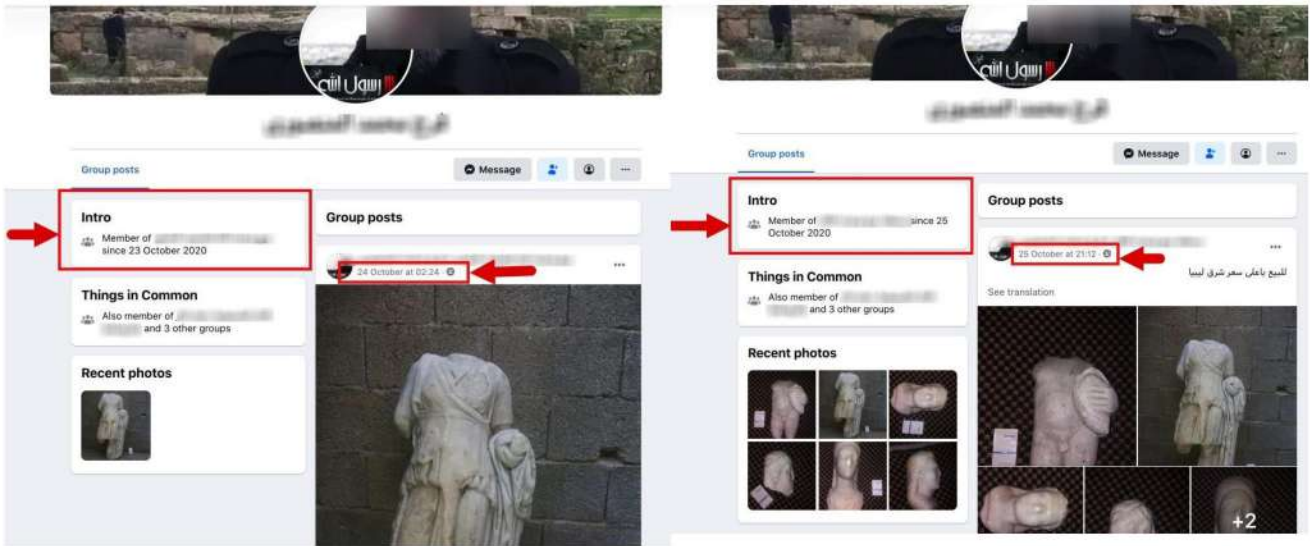 رسول الله
Group posts
Message
Intro
Member of
since 23 October 2020
Things in Common
Also member of
and 3 other groups
Recent photos
Group posts
24 October at 02:24
رسول الله
Group posts
Message
Intro
Member of since 25
October 2020
Things in Common
Also member of
and 3 other groups
Recent photos
Group posts
25 October at 21:12
للبيع باعلى سعر شرق ليبيا
See translation
+2